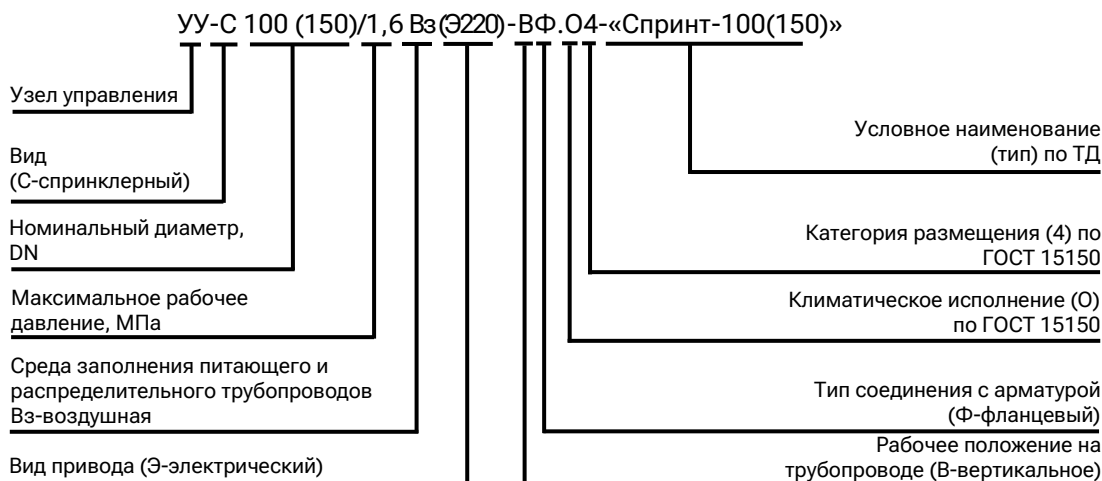 УУ-С 100 (150)/1,6 Вз(Э220)-ВФ.О4-«Спринт-100(150)»
Узел управления
Вид
(С-спринклерный)
Номинальный диаметр,
DN
Максимальное рабочее
давление, МПа
Среда заполнения питающего и
распределительного трубопроводов
Вз-воздушная
Вид привода (Э-электрический)
Условное наименование
(тип) по ТД
Категория размещения (4) по
ГОСТ 15150
Климатическое исполнение (О)
по ГОСТ 15150
Тип соединения с арматурой
(Ф-фланцевый)
Рабочее положение на
трубопроводе (В-вертикальное)